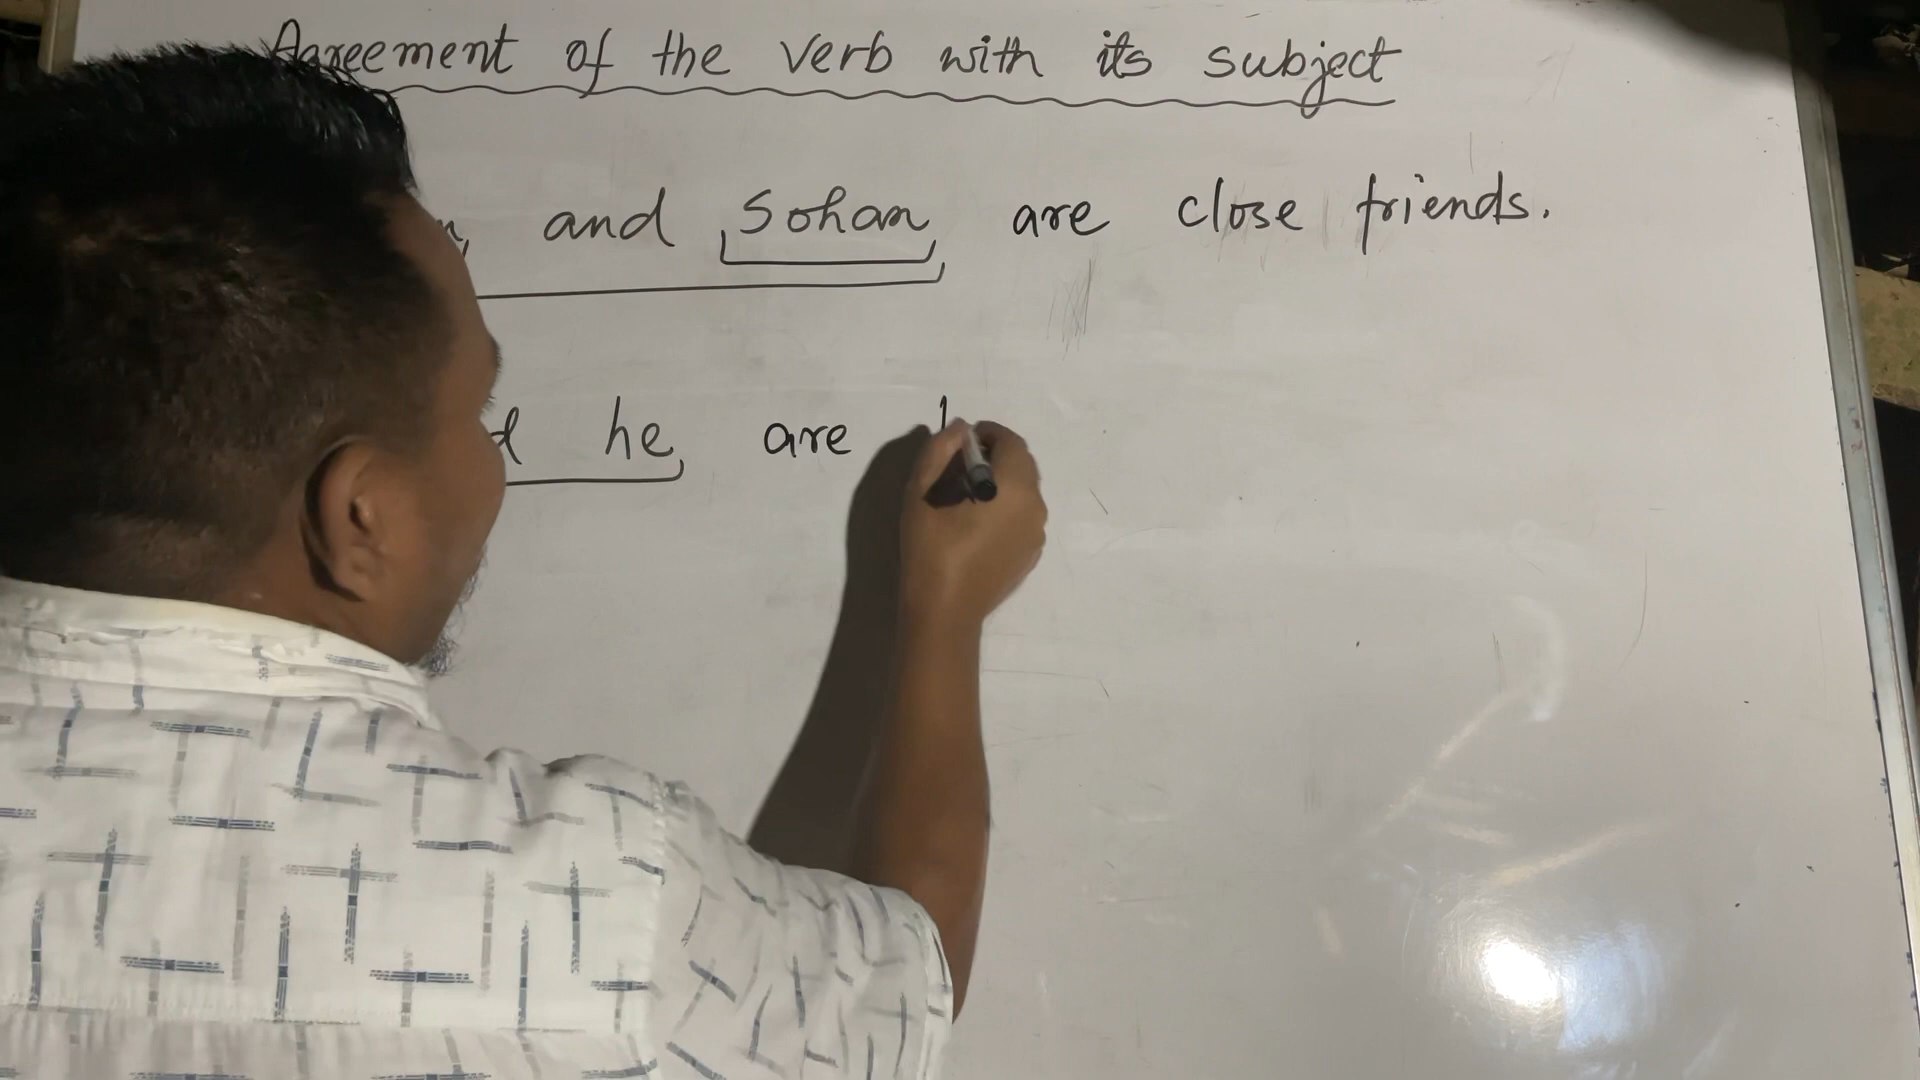 Agreement of the verb with its subject
and Sohan are close friends.
he are